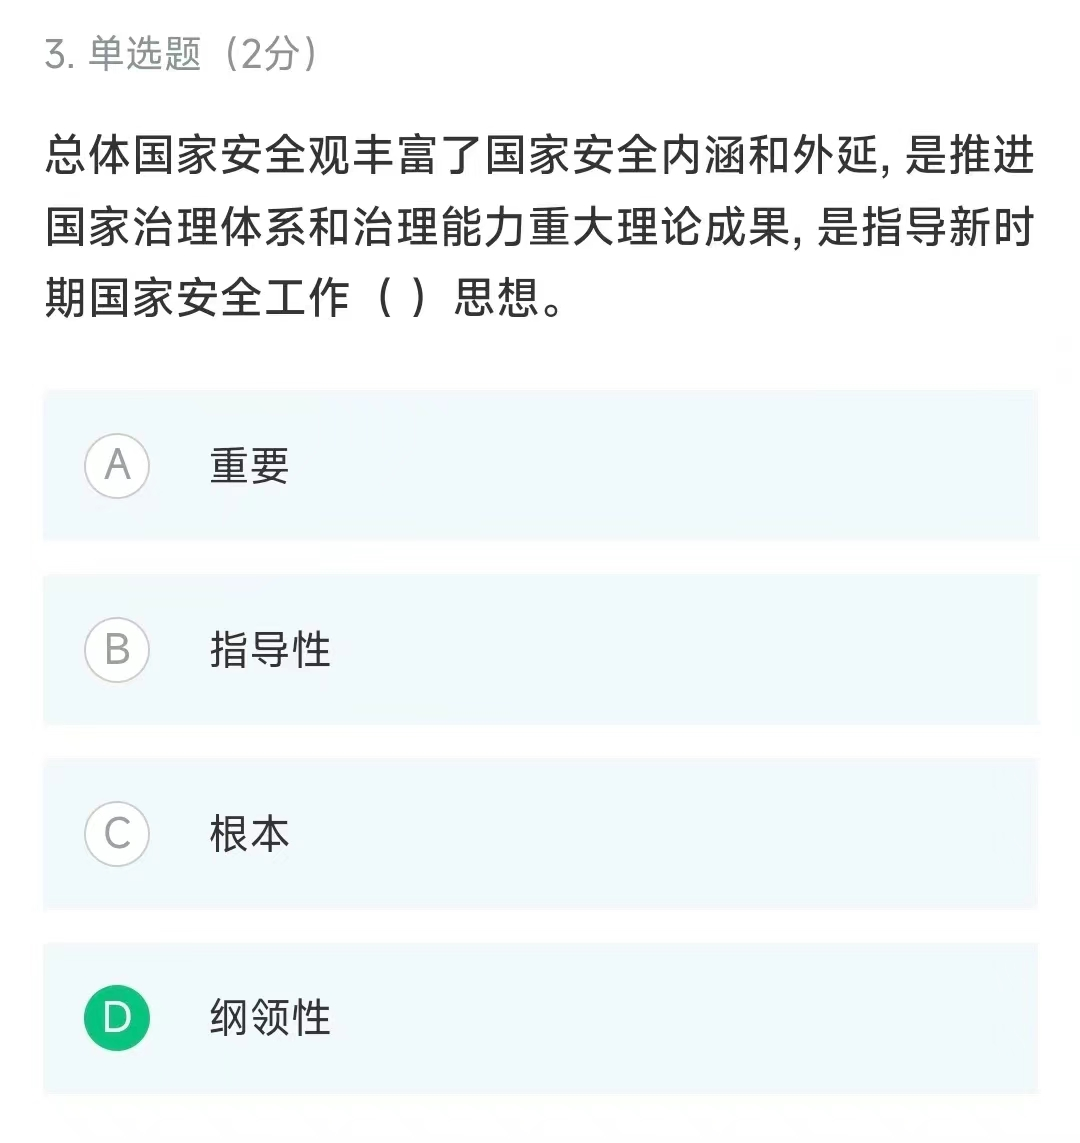 3. 单选题（2分）
总体国家安全观丰富了国家安全内涵和外延, 是推进
国家治理体系和治理能力重大理论成果, 是指导新时
期国家安全工作（ ）思想。
A 重要
B 指导性
C 根本
D 纲领性